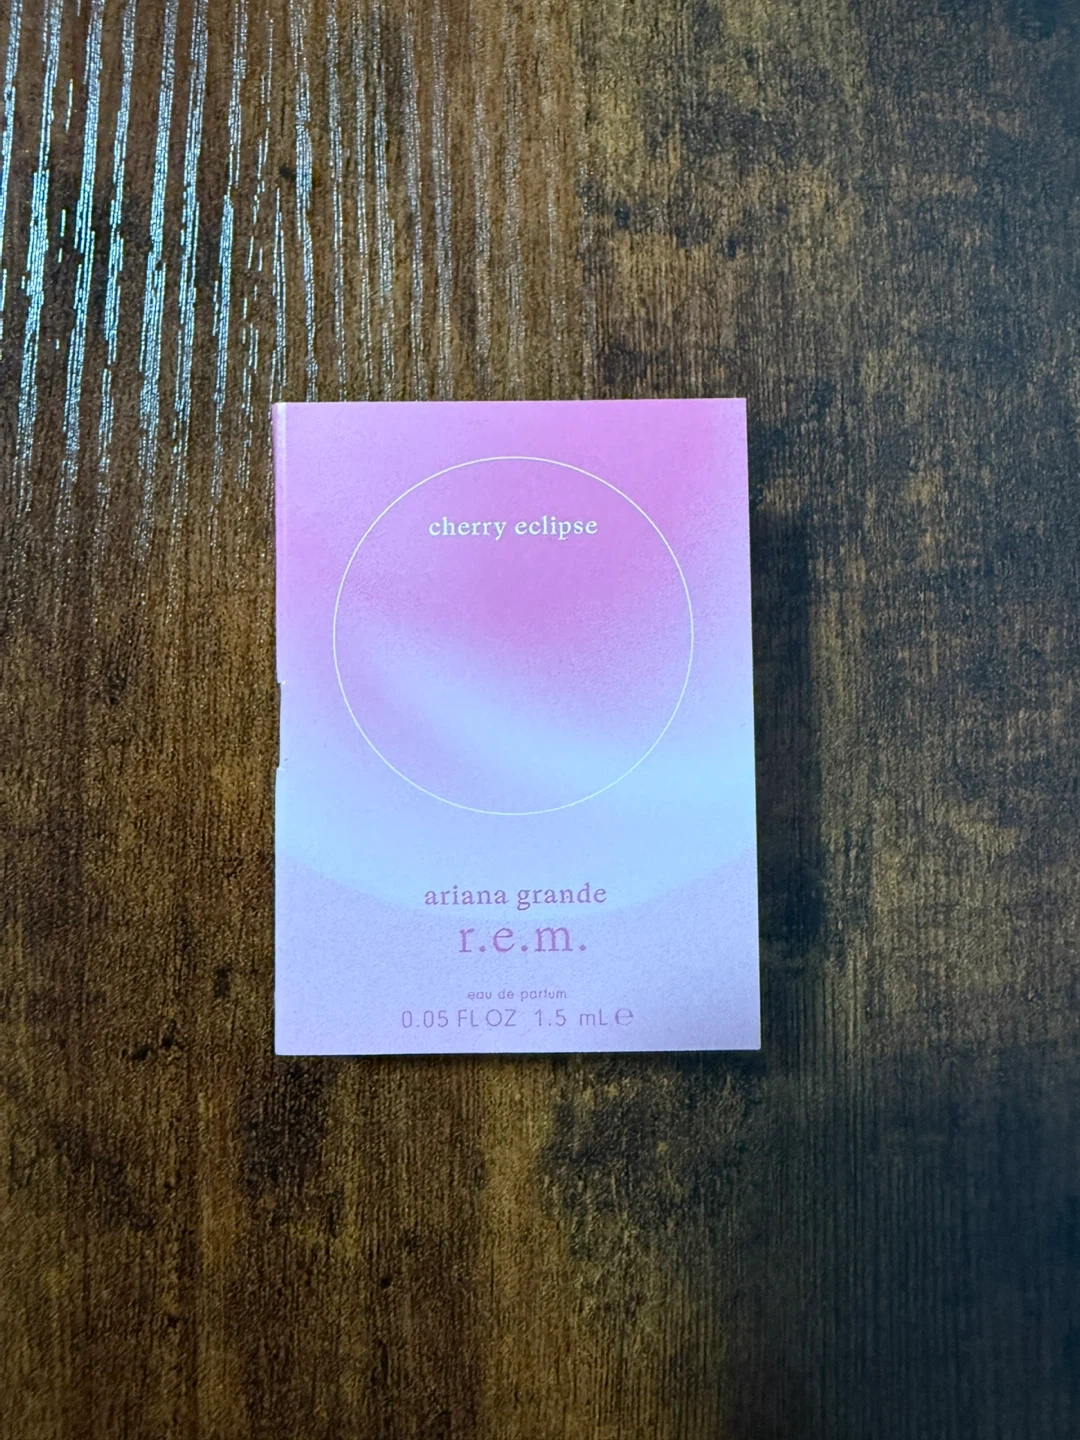 cherry eclipse
ariana grande
r.e.m.
eau de parfum
0.05 FL OZ 1.5 mL ℮